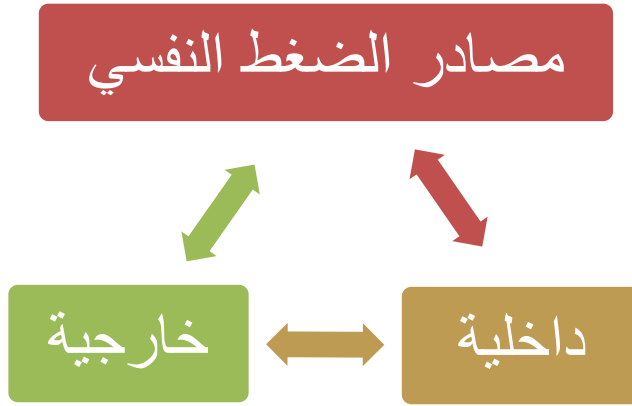 مصادر الضغط النفسي
داخلية
خارجية